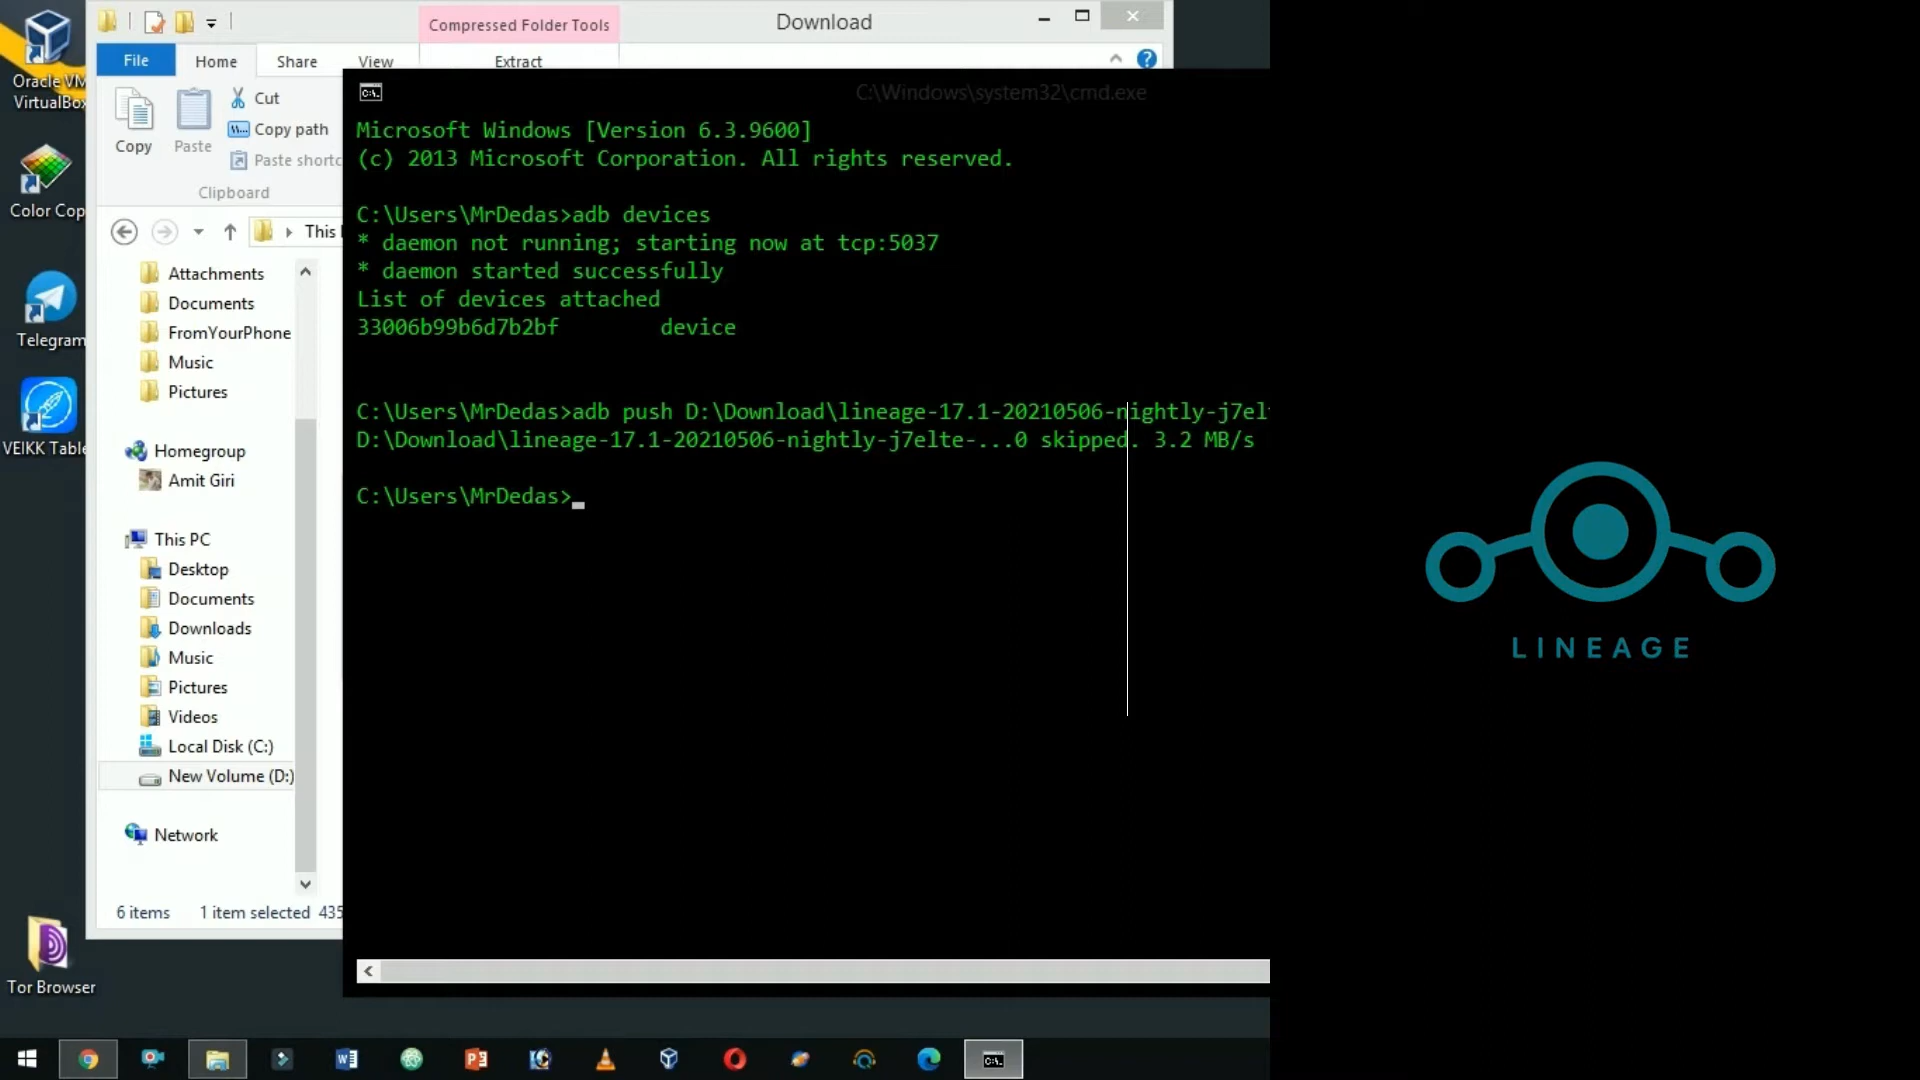 Compressed Folder Tools
Download
File
Home
Share
View
Extract
Cut
Copy path
Copy
Paste
Paste shortc
Clipboard
This
Attachments
Documents
FromYourPhone
Music
Pictures
Homegroup
Amit Giri
This PC
Desktop
Documents
Downloads
Music
Pictures
Videos
Local Disk (C:)
New Volume (D:)
Network
6 items
1 item selected 435
Oracle VM
VirtualBox
Color Cop
Telegram
VEIKK Table
Tor Browser
C:\Windows\system32\cmd.exe
Microsoft Windows [Version 6.3.9600]
(c) 2013 Microsoft Corporation. All rights reserved.
C:\Users\MrDedas>adb devices
* daemon not running; starting now at tcp:5037
* daemon started successfully
List of devices attached
33006b99b6d7b2bf device
C:\Users\MrDedas>adb push D:\Download\lineage-17.1-20210506-nightly-j7el
D:\Download\lineage-17.1-20210506-nightly-j7elte-...0 skipped. 3.2 MB/s
C:\Users\MrDedas>
LINEAGE